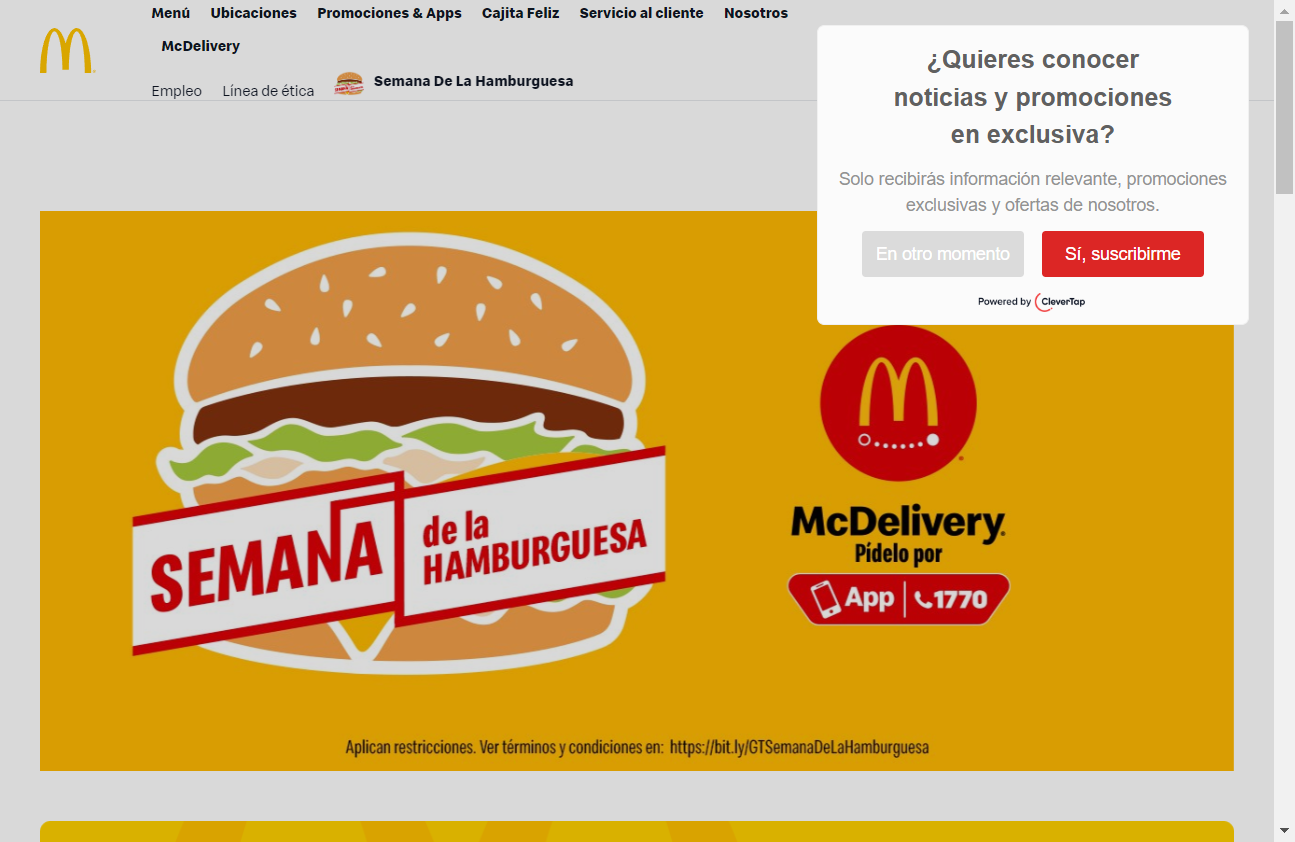 Menú Ubicaciones Promociones & Apps Cajita Feliz Servicio al cliente Nosotros
McDelivery
Empleo Línea de ética Semana De La Hamburguesa
¿Quieres conocer
noticias y promociones
en exclusiva?
Solo recibirás información relevante, promociones
exclusivas y ofertas de nosotros.
En otro momento Sí, suscribirme
Powered by CleverTap
SEMANA de la
HAMBURGUESA
McDelivery.
Pídelo por
App 1770
Aplican restricciones. Ver términos y condiciones en: https://bit.ly/GTSemanaDeLaHamburguesa